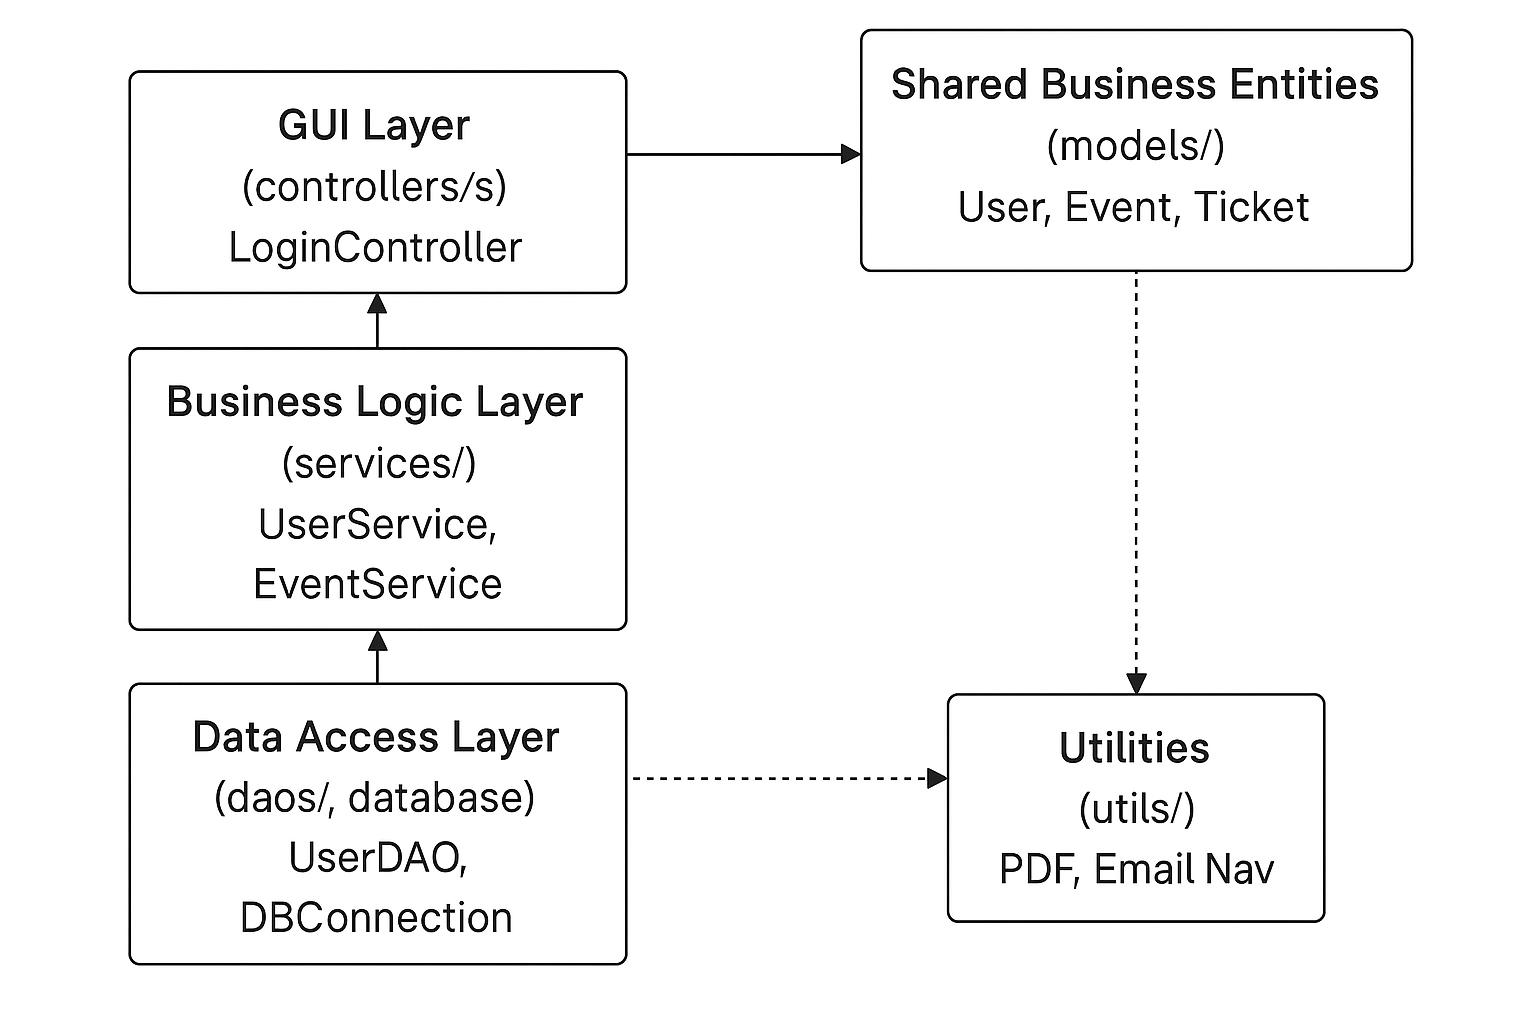 GUI Layer
(controllers/s)
LoginController
Shared Business Entities
(models/)
User, Event, Ticket
Business Logic Layer
(services/)
UserService,
EventService
Data Access Layer
(daos/, database)
UserDAO,
DBConnection
Utilities
(utils/)
PDF, Email Nav